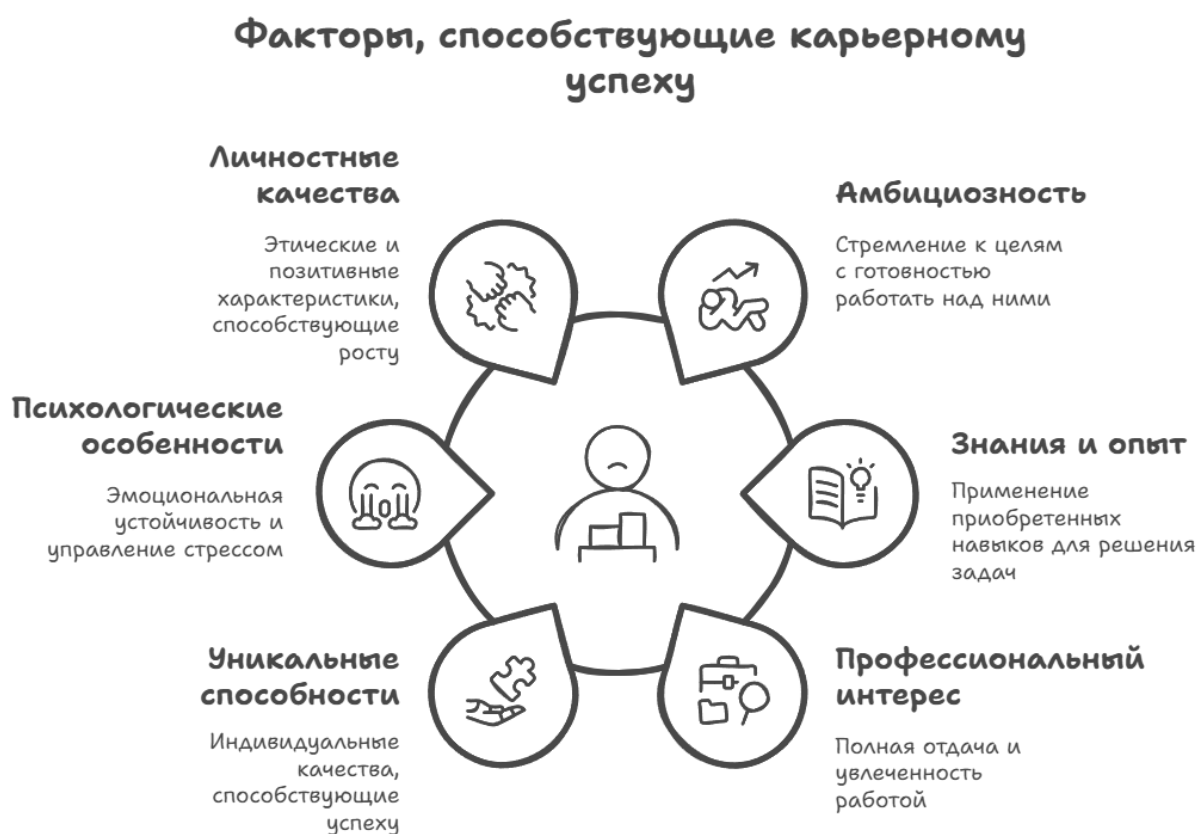 Факторы, способствующие карьерному
успеху
Личностные
качества
Этические и
позитивные
характеристики,
способствующие
росту
Амбициозность
Стремление к целям
с готовностью
работать над ними
Психологические
особенности
Эмоциональная
устойчивость и
управление стрессом
Знания и опыт
Применение
приобретенных
навыков для решения
задач
Уникальные
способности
Индивидуальные
качества,
способствующие
успеху
Профессиональный
интерес
Полная отдача и
увлеченность
работой